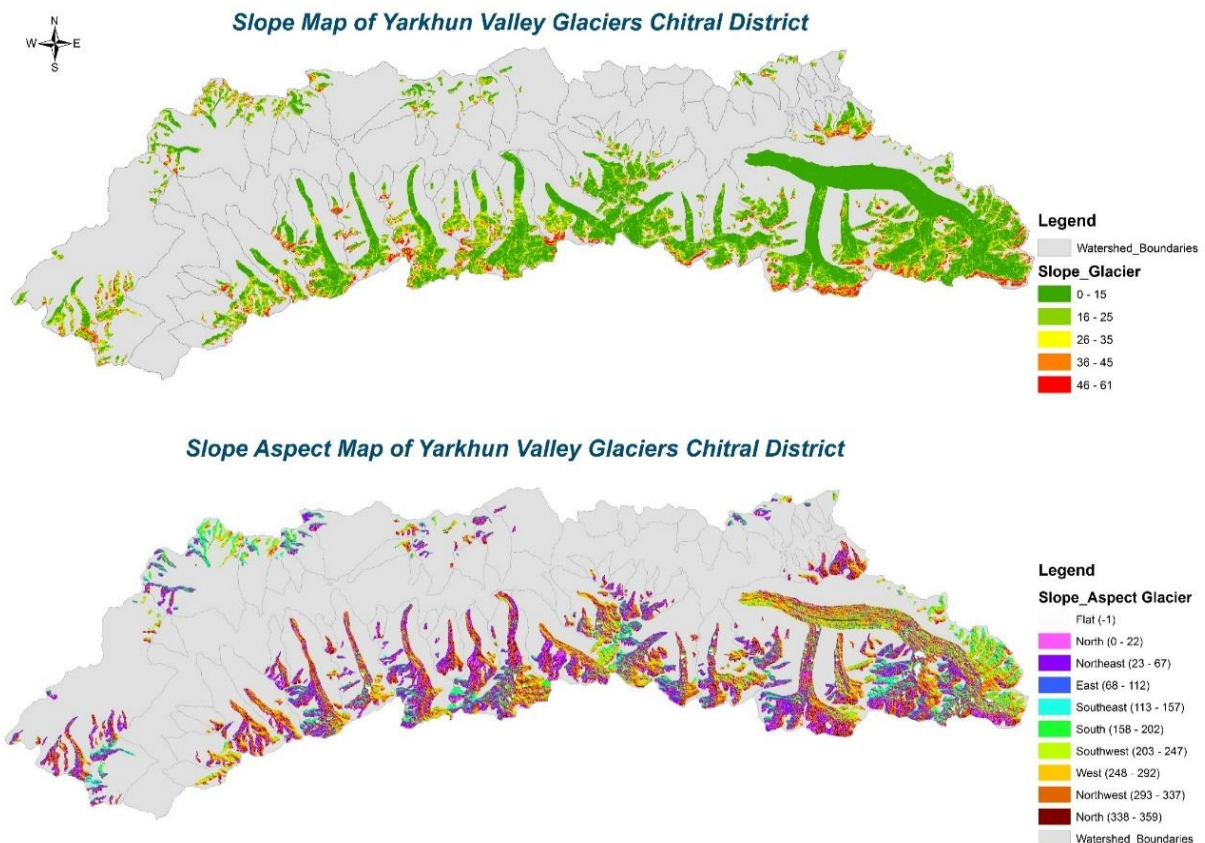 Slope Map of Yarkhun Valley Glaciers Chitral District
N
W E
S
Legend
Watershed_Boundaries
Slope_Glacier
0 - 15
16 - 25
26 - 35
36 - 45
46 - 61
Slope Aspect Map of Yarkhun Valley Glaciers Chitral District
Legend
Slope_Aspect Glacier
Flat (-1)
North (0 - 22)
Northeast (23 - 67)
East (68 - 112)
Southeast (113 - 157)
South (158 - 202)
Southwest (203 - 247)
West (248 - 292)
Northwest (293 - 337)
North (338 - 359)
Watershed_Boundaries